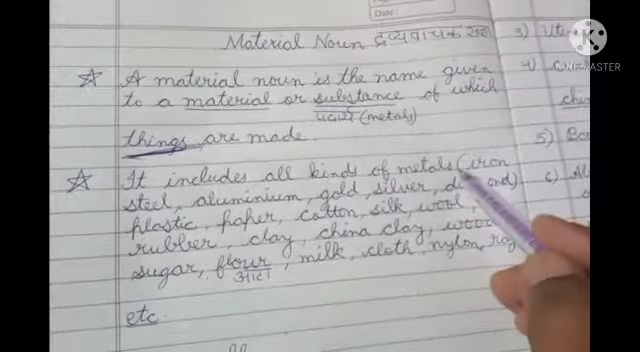 Date:
KINEMASTER
Material Noun द्रव्यवाचक संज्ञा
A material noun is the name given
to a material or substance of which
पदार्थ (metals)
things are made.
It includes all kinds of metals (iron
steel, aluminium, gold, silver,
plastic, paper, cotton, silk, wool,
rubber, clay, china clay, wood
sugar, flour, milk, cloth, nylon,
आटा
etc.
3)
4)
5)
6)